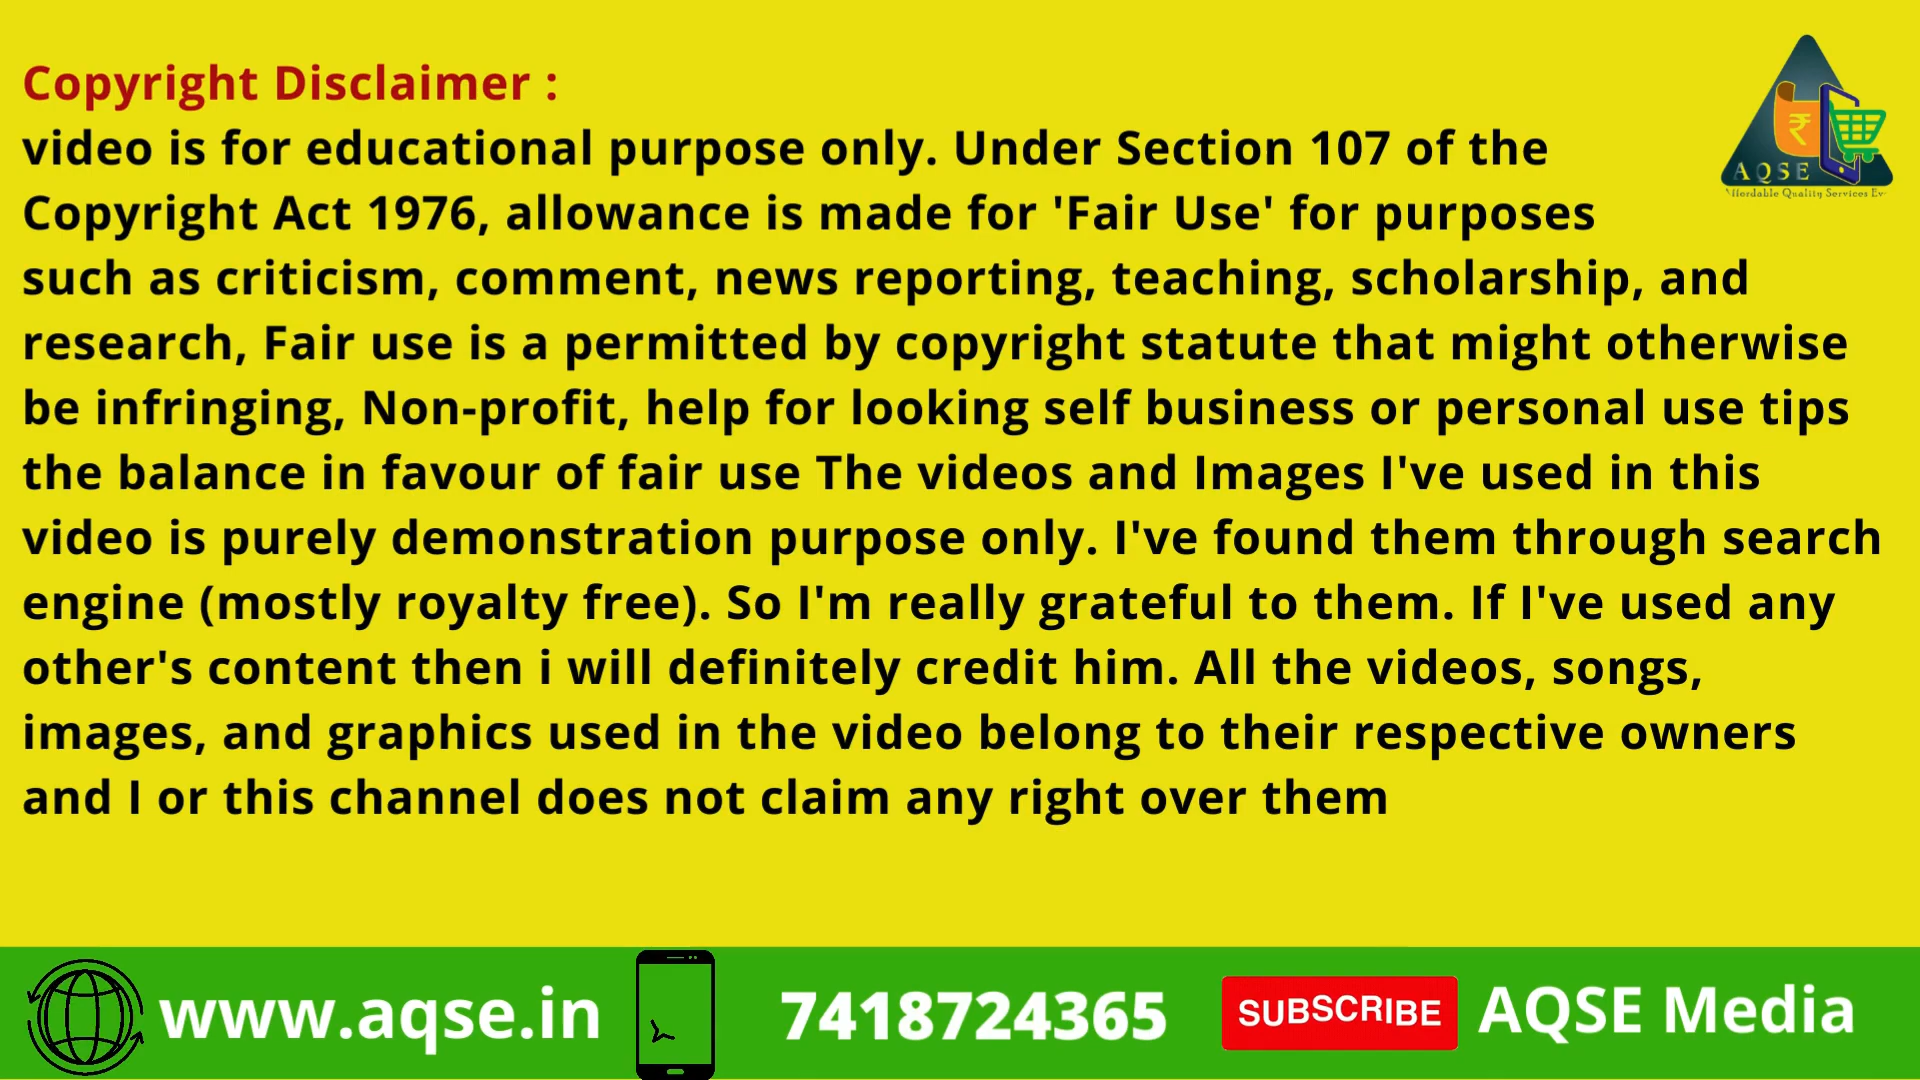 Copyright Disclaimer :
video is for educational purpose only. Under Section 107 of the
Copyright Act 1976, allowance is made for 'Fair Use' for purposes
such as criticism, comment, news reporting, teaching, scholarship, and
research, Fair use is a permitted by copyright statute that might otherwise
be infringing, Non-profit, help for looking self business or personal use tips
the balance in favour of fair use The videos and Images I've used in this
video is purely demonstration purpose only. I've found them through search
engine (mostly royalty free). So I'm really grateful to them. If I've used any
other's content then i will definitely credit him. All the videos, songs,
images, and graphics used in the video belong to their respective owners
and I or this channel does not claim any right over them
₹
AQSE
Affordable Quality Services Ev
www.aqse.in
7418724365
SUBSCRIBE
AQSE Media